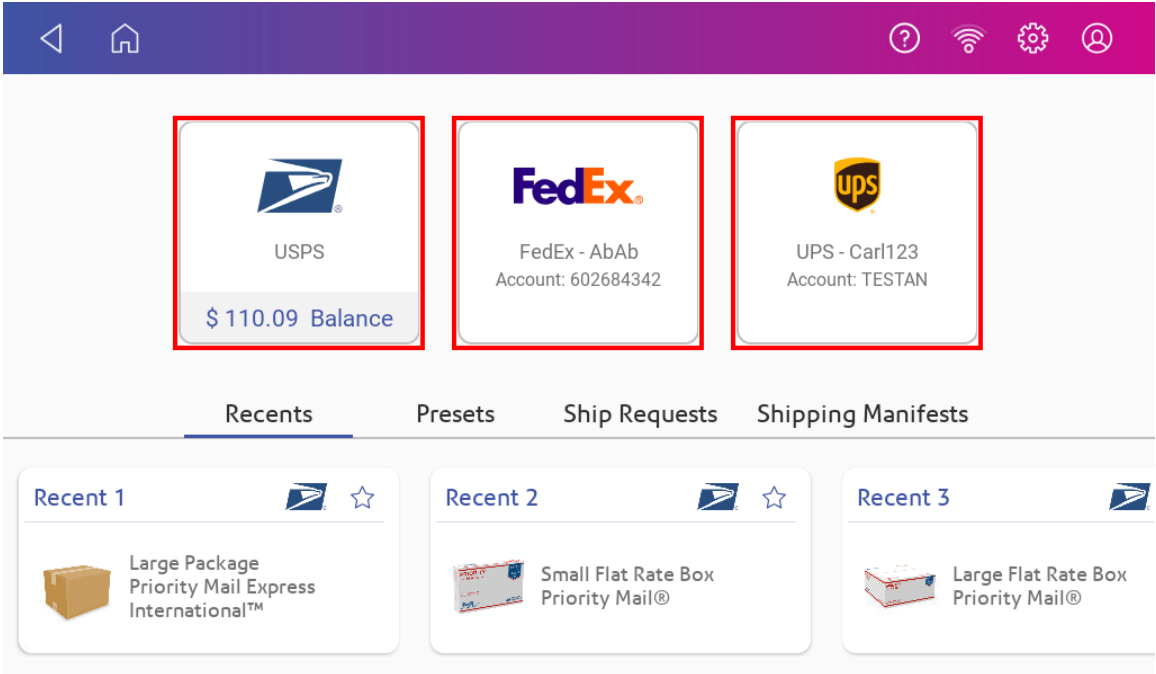 FedEx®
ups
USPS
FedEx - AbAb
Account: 602684342
UPS - Carl123
Account: TESTAN
$ 110.09 Balance
Recents
Presets
Ship Requests
Shipping Manifests
Recent 1
Recent 2
Recent 3
Large Package
Priority Mail Express
International™
Small Flat Rate Box
Priority Mail®
Large Flat Rate Box
Priority Mail®